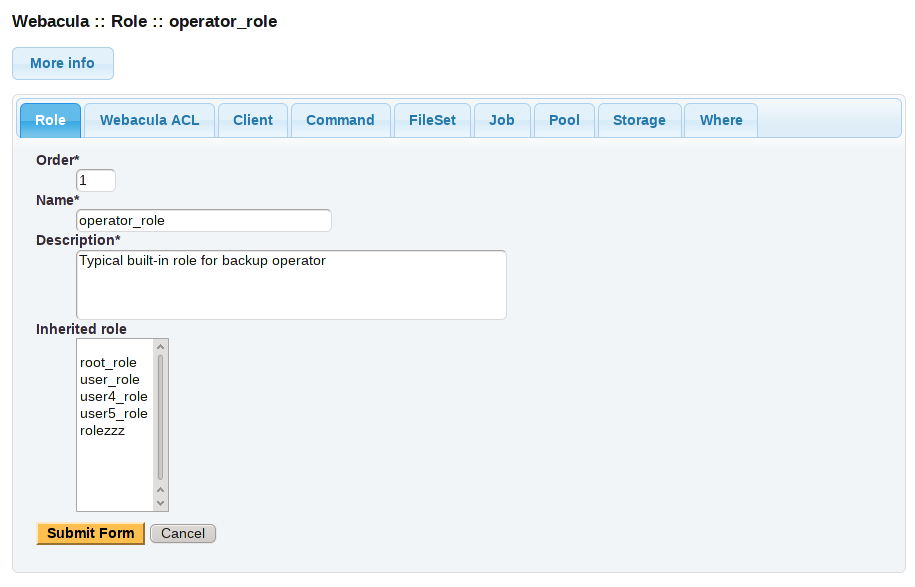 Webacula :: Role :: operator_role
More info
Role Webacula ACL Client Command FileSet Job Pool Storage Where
Order*
1
Name*
operator_role
Description*
Typical built-in role for backup operator
Inherited role
root_role
user_role
user4_role
user5_role
rolezzz
Submit Form Cancel